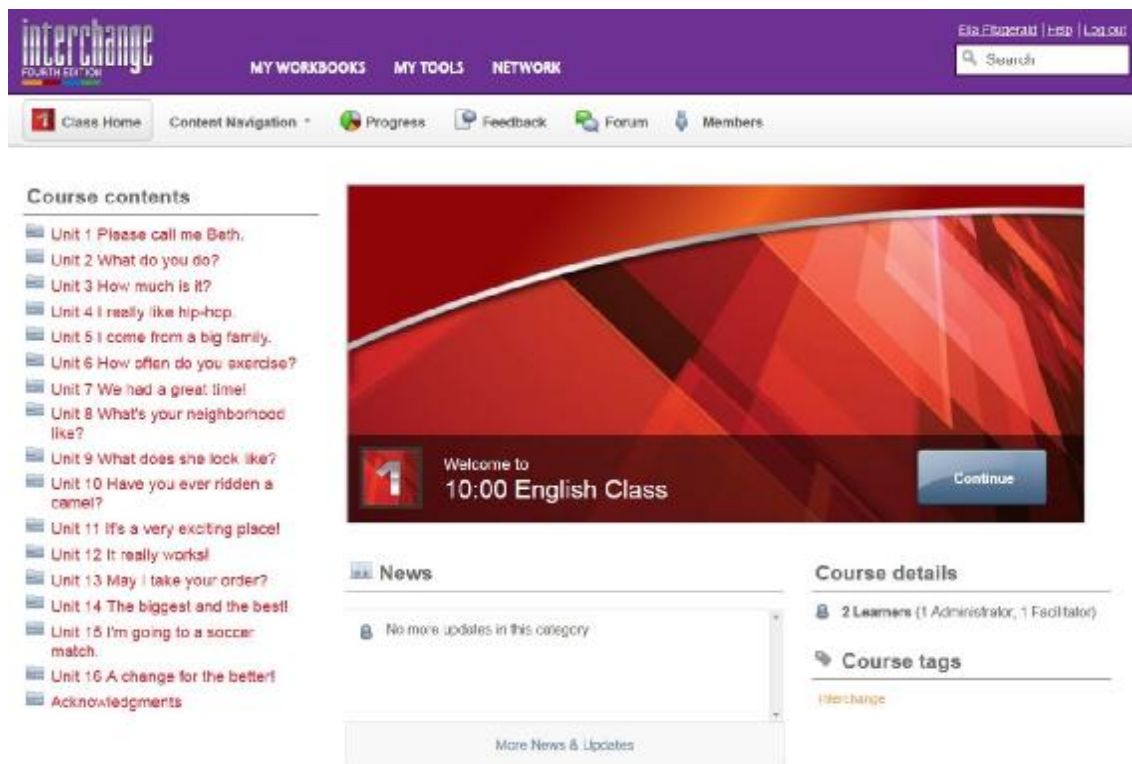 interchange
FOURTH EDITION
MY WORKBOOKS MY TOOLS NETWORK
Ella Fitzgerald | Help | Log out
Search
1 Class Home Content Navigation Progress Feedback Forum Members
Course contents
Unit 1 Please call me Beth.
Unit 2 What do you do?
Unit 3 How much is it?
Unit 4 I really like hip-hop.
Unit 5 I come from a big family.
Unit 6 How often do you exercise?
Unit 7 We had a great time!
Unit 8 What's your neighborhood
like?
Unit 9 What does she look like?
Unit 10 Have you ever ridden a
camel?
Unit 11 It's a very exciting place!
Unit 12 It really works!
Unit 13 May I take your order?
Unit 14 The biggest and the best!
Unit 15 I'm going to a soccer
match.
Unit 16 A change for the better!
Acknowledgments
1
Welcome to
10:00 English Class
Continue
News
No more updates in this category
More News & Updates
Course details
2 Learners (1 Administrator, 1 Facilitator)
Course tags
interchange